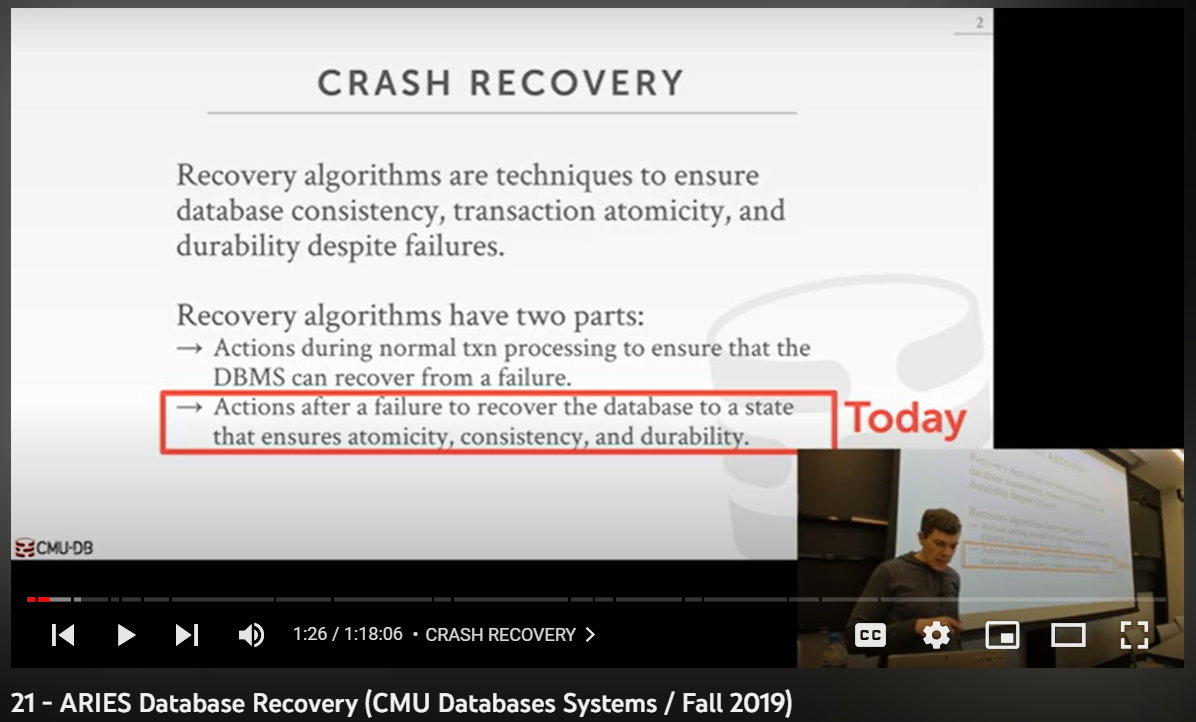 2
CRASH RECOVERY
Recovery algorithms are techniques to ensure
database consistency, transaction atomicity, and
durability despite failures.
Recovery algorithms have two parts:
→ Actions during normal txn processing to ensure that the
DBMS can recover from a failure.
→ Actions after a failure to recover the database to a state
that ensures atomicity, consistency, and durability.
Today
CMU·DB
1:26 / 1:18:06 • CRASH RECOVERY >
CC
21 - ARIES Database Recovery (CMU Databases Systems / Fall 2019)